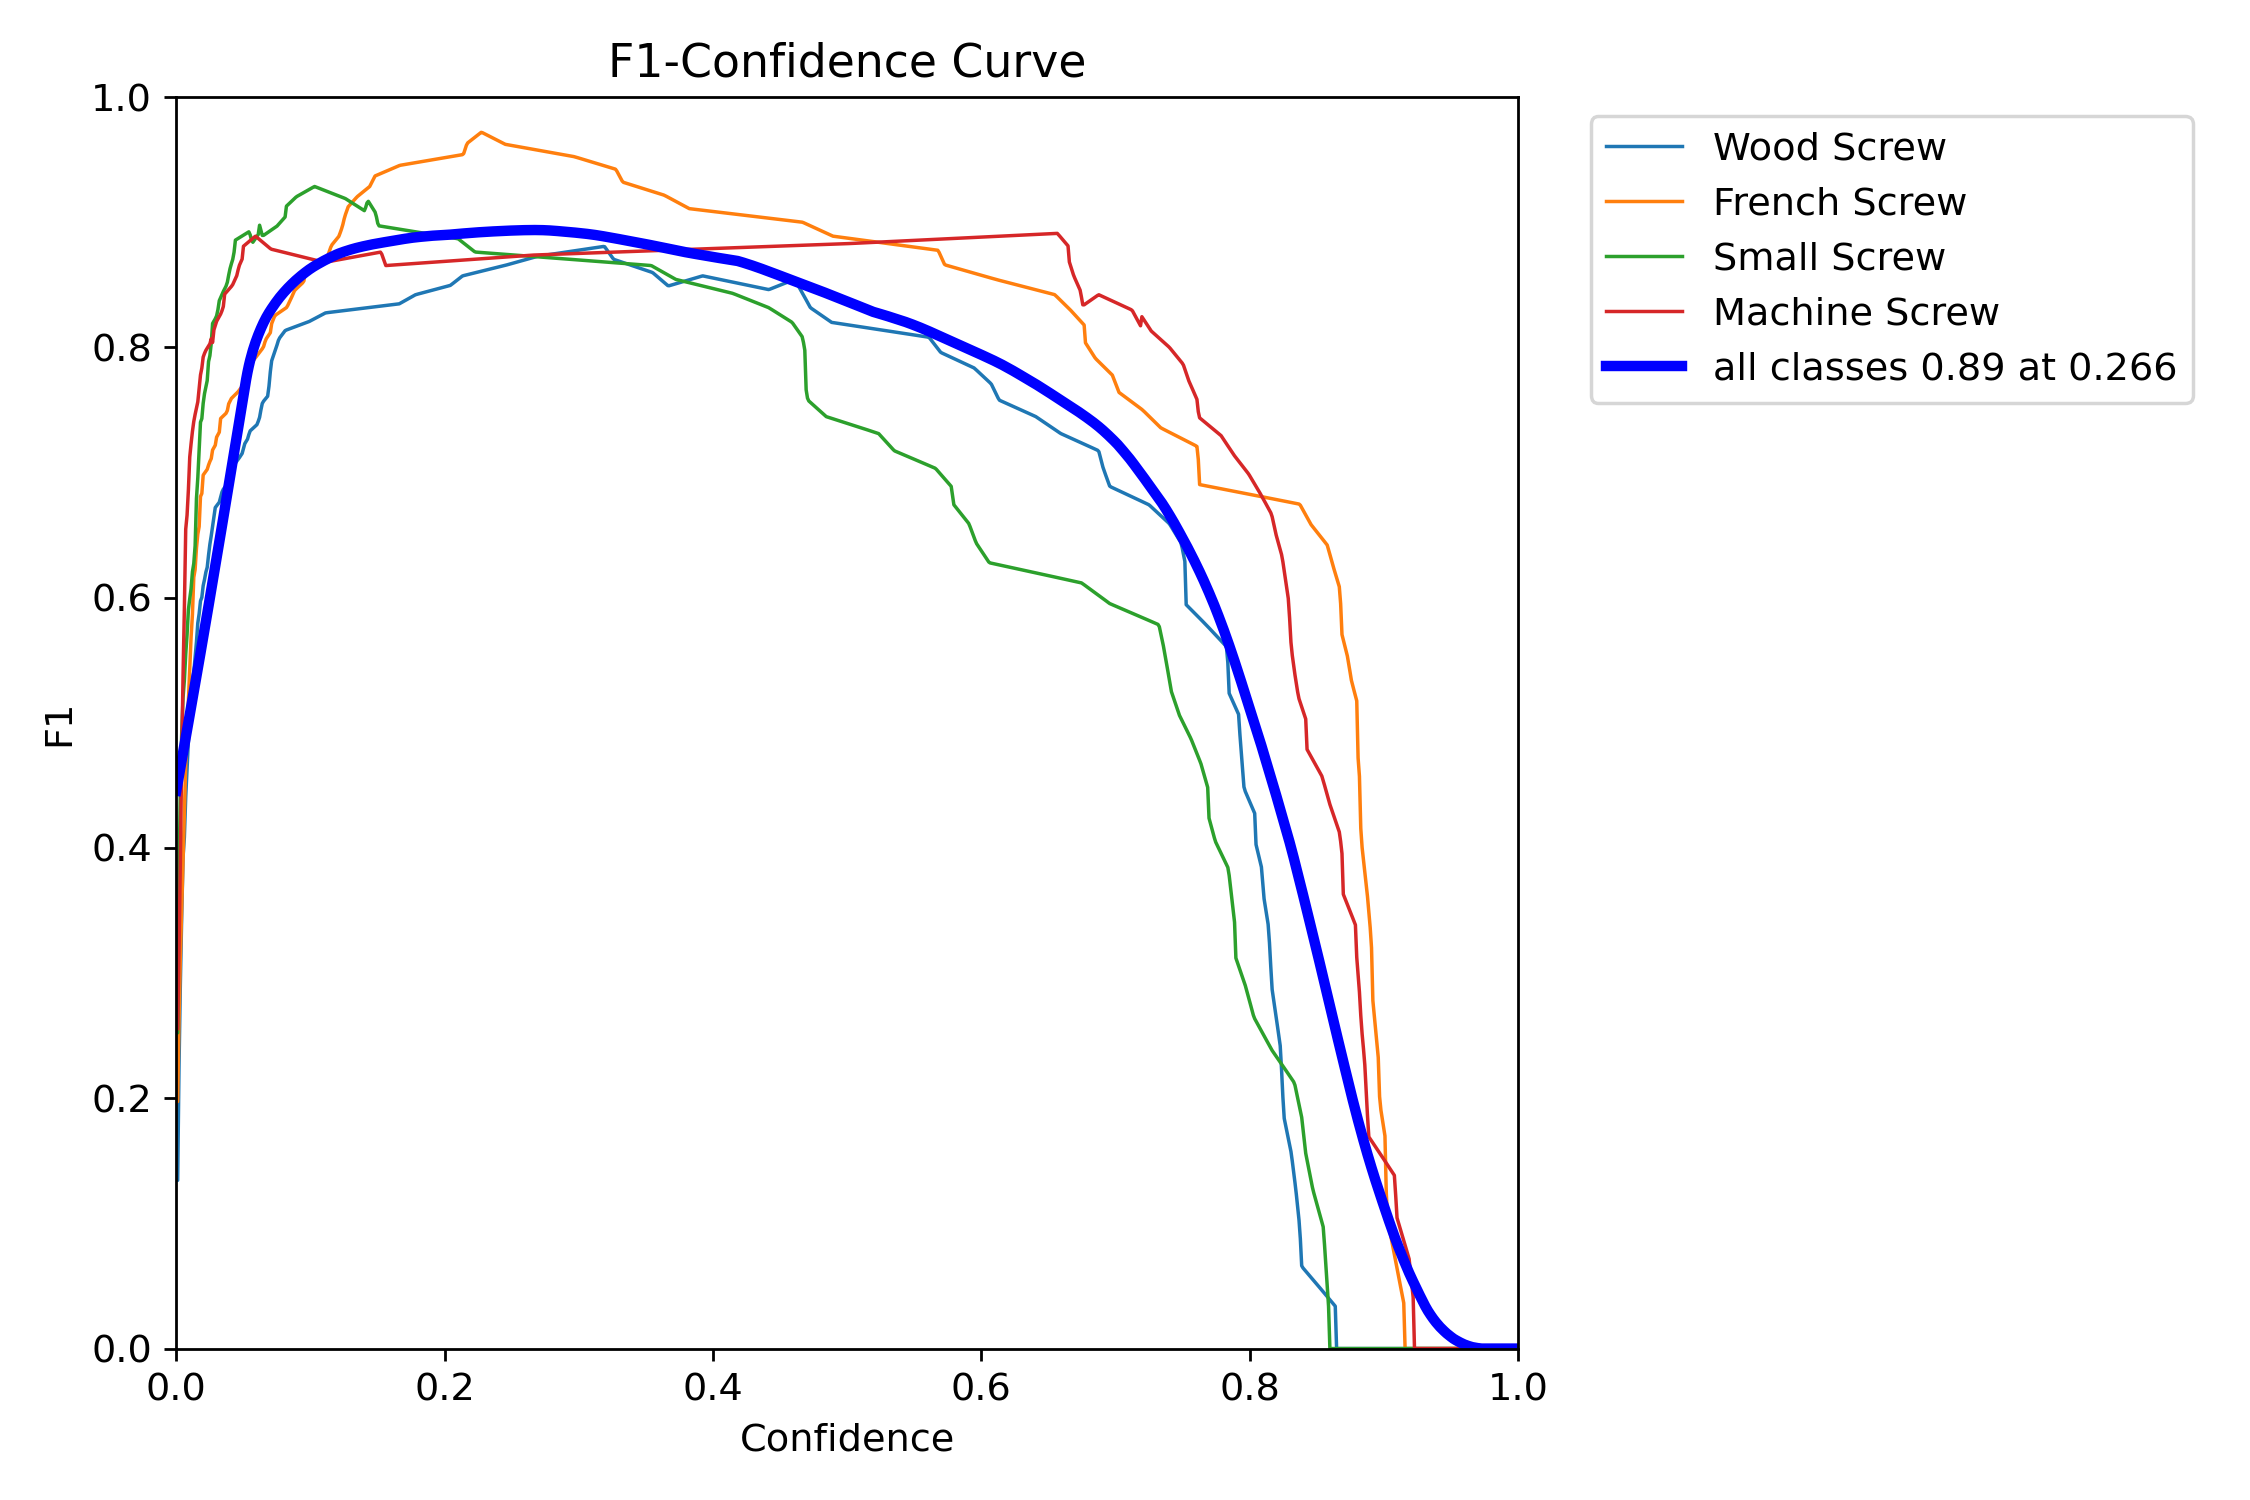 F1-Confidence Curve
1.0
0.8
0.6
0.4
0.2
0.0
F1
0.0 0.2 0.4 0.6 0.8 1.0
Confidence
Wood Screw
French Screw
Small Screw
Machine Screw
all classes 0.89 at 0.266